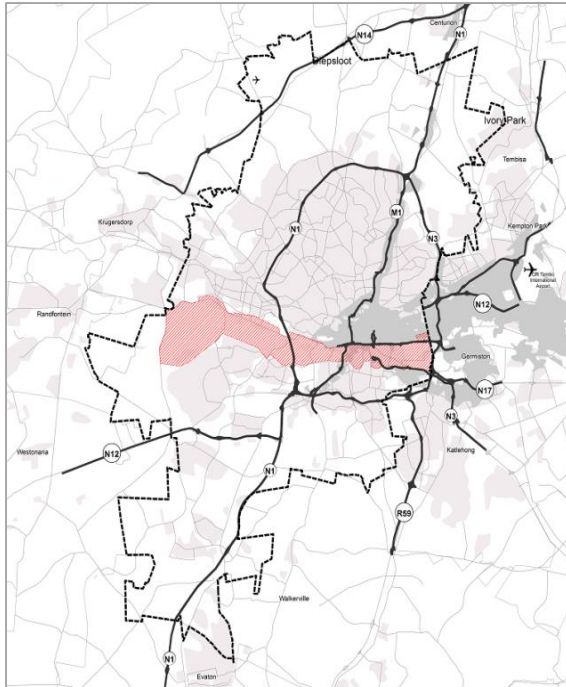 Centurion
N14
N1
Diepsloot
Ivory Park
Tembisa
Krugersdorp
N1
M1
N3
Kempton Park
OR Tambo
International
Airport
Randfontein
N12
Germiston
N17
N3
Westonaria
N12
Katlehong
N1
R59
Walkerville
N1
Evaton